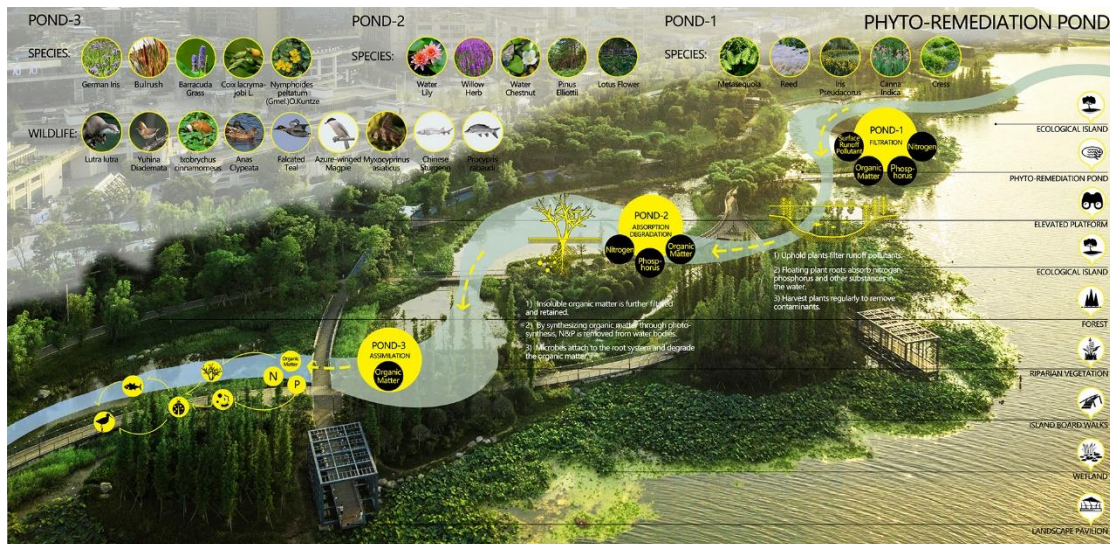 POND-3
POND-2
POND-1
PHYTO-REMEDIATION POND
SPECIES:
German Iris
Bulrush
Barracuda
Grass
Coix lacryma-
jobi L.
Nymphoides
peltatum
(Gmel.)O.Kuntze
SPECIES:
Water
Lily
Willow
Herb
Water
Chestnut
Pinus
Elliottii
Lotus Flower
SPECIES:
Metasequoia
Reed
Iris
Pseudacorus
Canna
Indica
Cress
WILDLIFE:
Lutra lutra
Yuhina
Diademata
Ixobrychus
cinnamomeus
Anas
Clypeata
Falcated
Teal
Azure-winged
Magpie
Myxocyprinus
asiaticus
Chinese
Sturgeon
Procypris
rabaudi
POND-1
FILTRATION
Surface
Runoff
Pollutant
Nitrogen
Organic
Matter
Phosp-
horus
POND-2
ABSORPTION
DEGRADATION
Nitrogen
Phosp-
horus
Organic
Matter
1) Uphold plants filter runoff pollutants.
2) Floating plant roots absorb nitrogen
phosphorus and other substances in
the water.
3) Harvest plants regularly to remove
contaminants.
1) Insoluble organic matter is further filtered
and retained.
2) By synthesizing organic matter through photo-
synthesis, N&P is removed from water bodies.
3) Microbes attach to the root system and degrade
the organic matter.
POND-3
ASSIMILATION
Organic
Matter
Organic
Matter
N
P
ECOLOGICAL ISLAND
PHYTO-REMEDIATION POND
ELEVATED PLATFORM
ECOLOGICAL ISLAND
FOREST
RIPARIAN VEGETATION
ISLAND BOARD WALKS
WETLAND
LANDSCAPE PAVILION